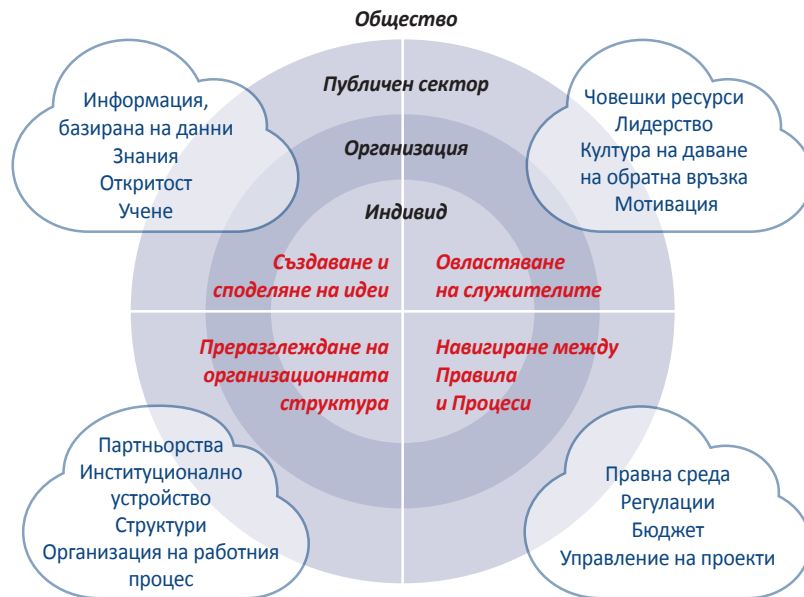 Общество
Публичен сектор
Организация
Индивид
Информация,
базирана на данни
Знания
Откритост
Учене
Човешки ресурси
Лидерство
Култура на даване
на обратна връзка
Мотивация
Създаване и
споделяне на идеи
Овластяване
на служителите
Преразглеждане на
организационната
структура
Навигиране между
Правила
и Процеси
Партньорства
Институционално
устройство
Структури
Организация на работния
процес
Правна среда
Регулации
Бюджет
Управление на проекти